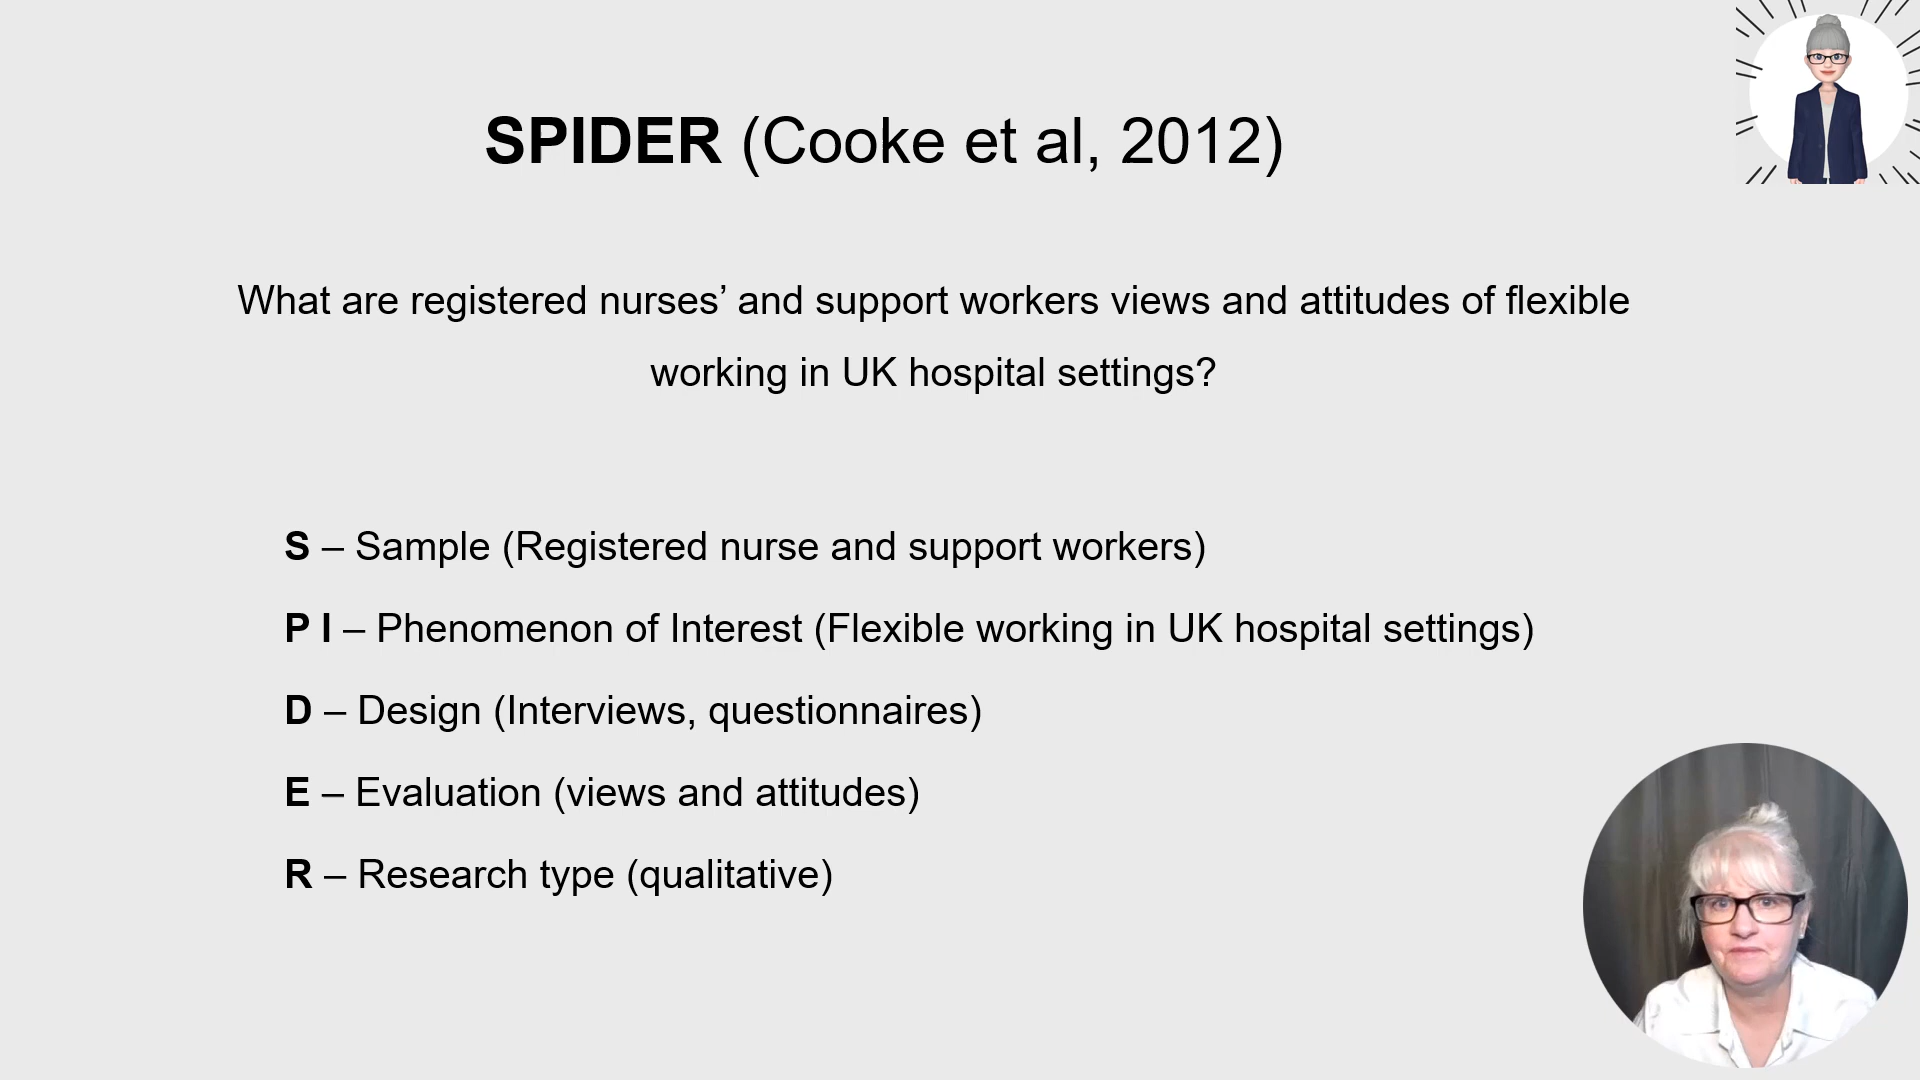 SPIDER (Cooke et al, 2012)
What are registered nurses’ and support workers views and attitudes of flexible
working in UK hospital settings?
S – Sample (Registered nurse and support workers)
P I – Phenomenon of Interest (Flexible working in UK hospital settings)
D – Design (Interviews, questionnaires)
E – Evaluation (views and attitudes)
R – Research type (qualitative)